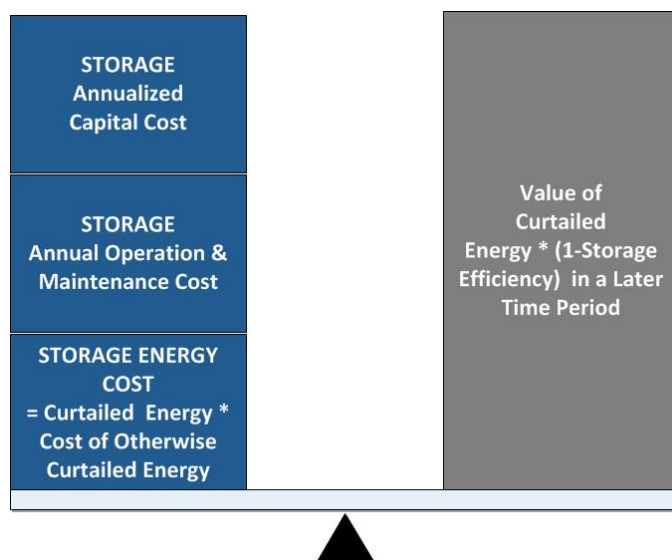 STORAGE
Annualized
Capital Cost
STORAGE
Annual Operation &
Maintenance Cost
STORAGE ENERGY
COST
= Curtailed Energy *
Cost of Otherwise
Curtailed Energy
Value of
Curtailed
Energy * (1-Storage
Efficiency) in a Later
Time Period